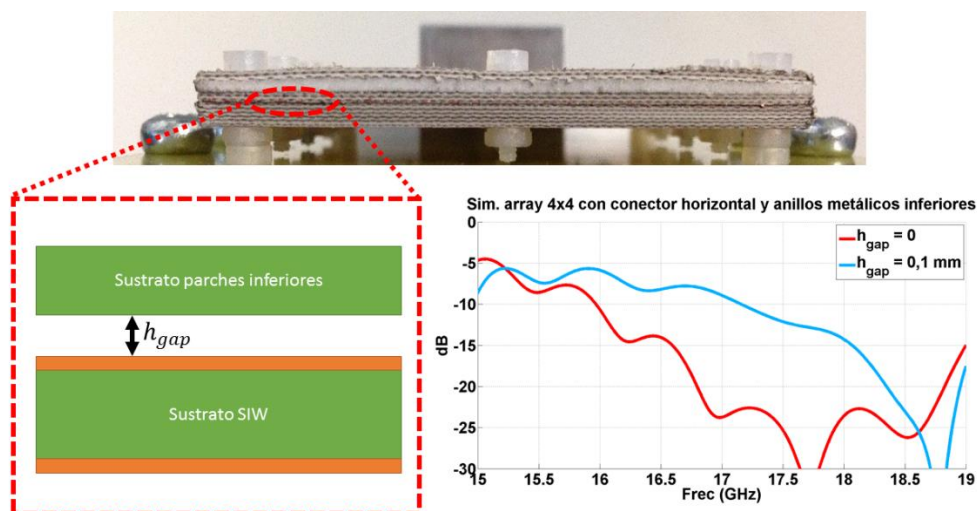 Sustrato parches inferiores
h_gap
Sustrato SIW
Sim. array 4x4 con conector horizontal y anillos metálicos inferiores
h_gap = 0
h_gap = 0,1 mm
dB
0
-5
-10
-15
-20
-25
-30
15 15.5 16 16.5 17 17.5 18 18.5 19
Frec (GHz)